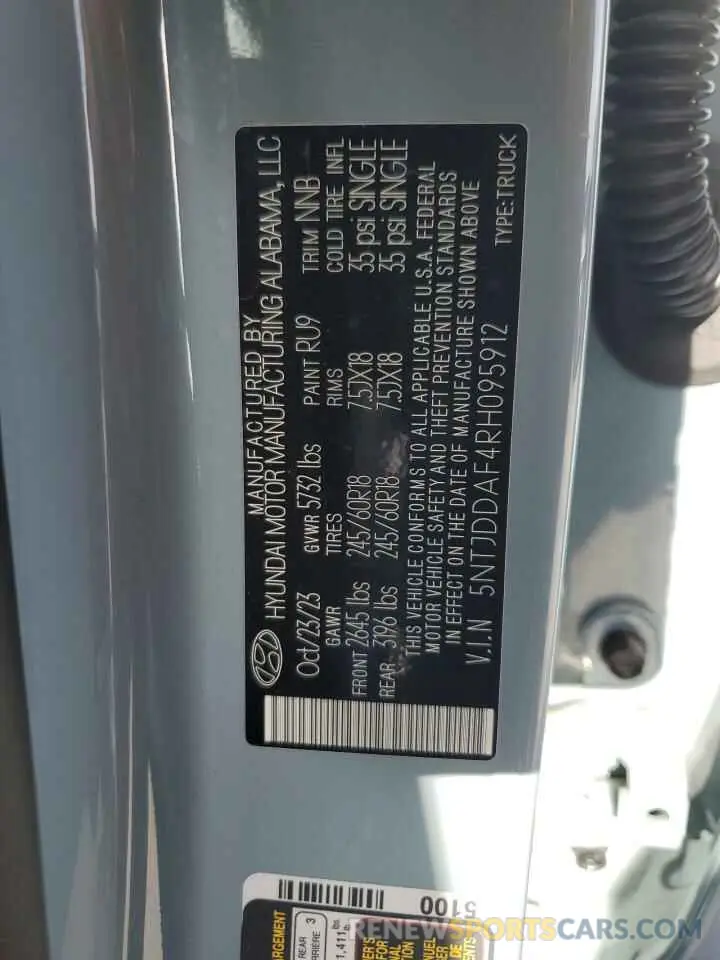 MANUFACTURED BY
HYUNDAI MOTOR MANUFACTURING ALABAMA, LLC
Oct/23/23 GVWR 5732 lbs PAINT RU9 TRIM NNB
GAWR TIRES RIMS COLD TIRE INFL
FRONT 2645 lbs 245/60R18 7.5JX18 35 psi SINGLE
REAR 3196 lbs 245/60R18 7.5JX18 35 psi SINGLE
THIS VEHICLE CONFORMS TO ALL APPLICABLE U.S.A. FEDERAL
MOTOR VEHICLE SAFETY AND THEFT PREVENTION STANDARDS
IN EFFECT ON THE DATE OF MANUFACTURE SHOWN ABOVE
V.I.N 5NTJDDAF4RH095912
TYPE: TRUCK
5100
REAR 3
RENEWSPORTSCARS.COM